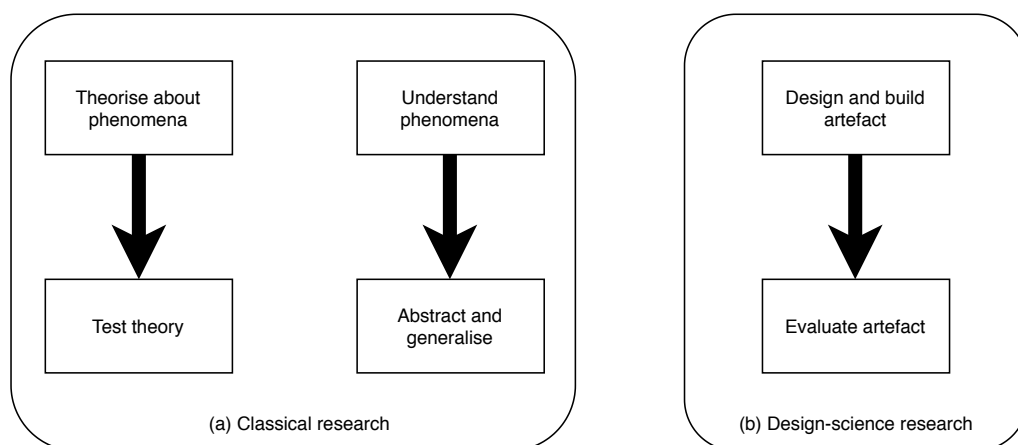 Theorise about
phenomena
Understand
phenomena
Design and build
artefact
Test theory
Abstract and
generalise
Evaluate artefact
(a) Classical research
(b) Design-science research